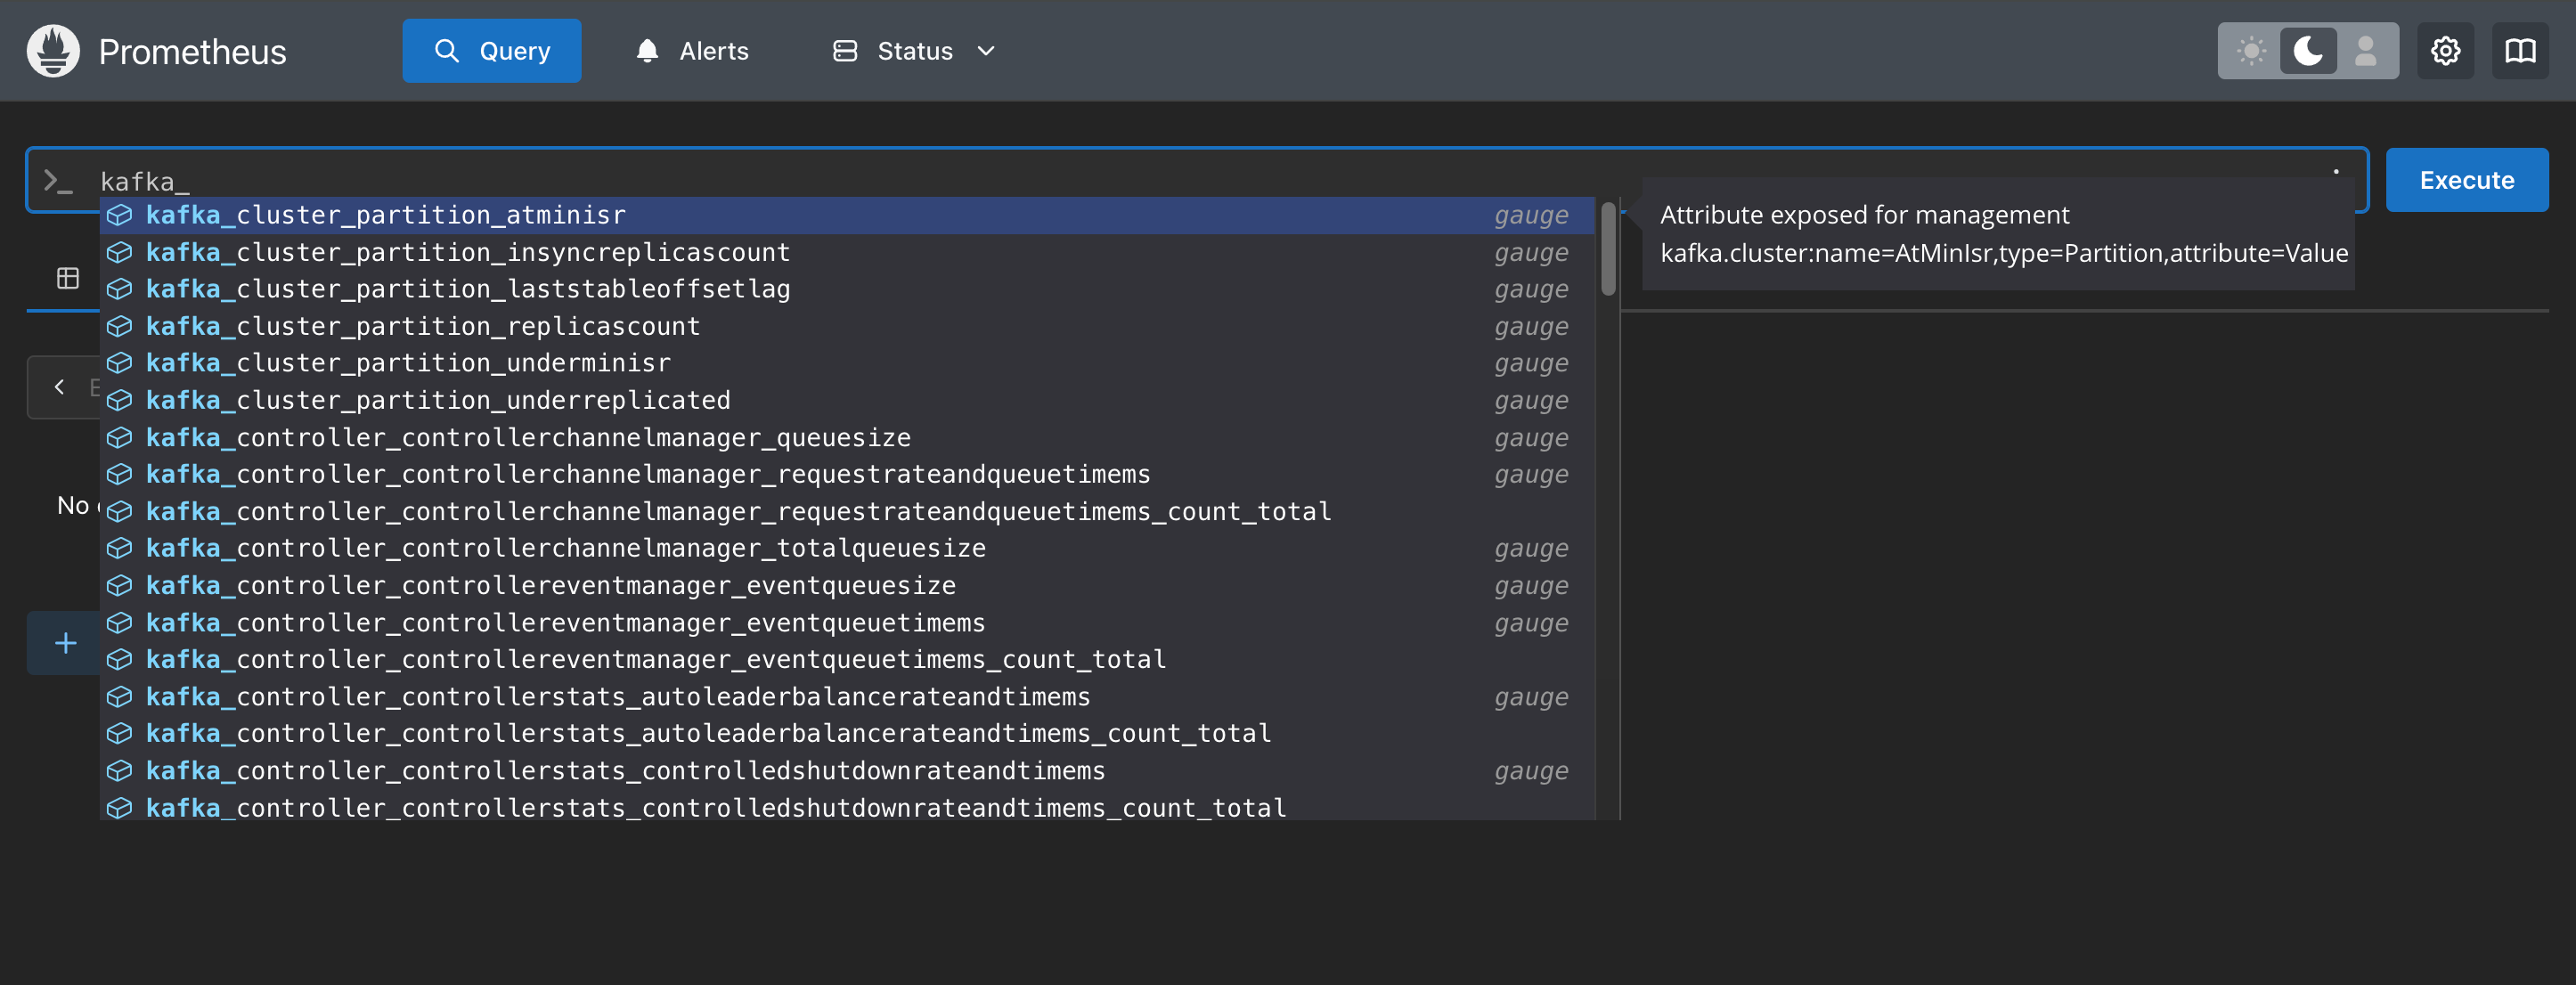 Prometheus
Query
Alerts
Status
kafka_
Execute
kafka_cluster_partition_atminisr gauge
kafka_cluster_partition_insyncreplicascount gauge
kafka_cluster_partition_laststableoffsetlag gauge
kafka_cluster_partition_replicascount gauge
kafka_cluster_partition_underminisr gauge
kafka_cluster_partition_underreplicated gauge
kafka_controller_controllerchannelmanager_queuesize gauge
kafka_controller_controllerchannelmanager_requestrateandqueuetimems gauge
kafka_controller_controllerchannelmanager_requestrateandqueuetimems_count_total
kafka_controller_controllerchannelmanager_totalqueuesize gauge
kafka_controller_controllereventmanager_eventqueuesize gauge
kafka_controller_controllereventmanager_eventqueuetimems gauge
kafka_controller_controllereventmanager_eventqueuetimems_count_total
kafka_controller_controllerstats_autoleaderbalancerateandtimems gauge
kafka_controller_controllerstats_autoleaderbalancerateandtimems_count_total
kafka_controller_controllerstats_controlledshutdownrateandtimems gauge
kafka_controller_controllerstats_controlledshutdownrateandtimems_count_total
Attribute exposed for management
kafka.cluster:name=AtMinIsr,type=Partition,attribute=Value
No